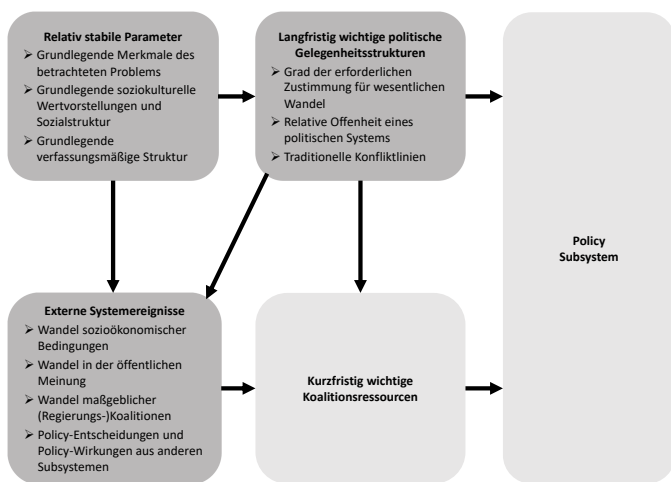 Relativ stabile Parameter
➢ Grundlegende Merkmale des
betrachteten Problems
➢ Grundlegende soziokulturelle
Wertvorstellungen und
Sozialstruktur
➢ Grundlegende
verfassungsmäßige Struktur
Langfristig wichtige politische
Gelegenheitsstrukturen
➢ Grad der erforderlichen
Zustimmung für wesentlichen
Wandel
➢ Relative Offenheit eines
politischen Systems
➢ Traditionelle Konfliktlinien
Policy
Subsystem
Externe Systemereignisse
➢ Wandel sozioökonomischer
Bedingungen
➢ Wandel in der öffentlichen
Meinung
➢ Wandel maßgeblicher
(Regierungs-)Koalitionen
➢ Policy-Entscheidungen und
Policy-Wirkungen aus anderen
Subsystemen
Kurzfristig wichtige
Koalitionsressourcen